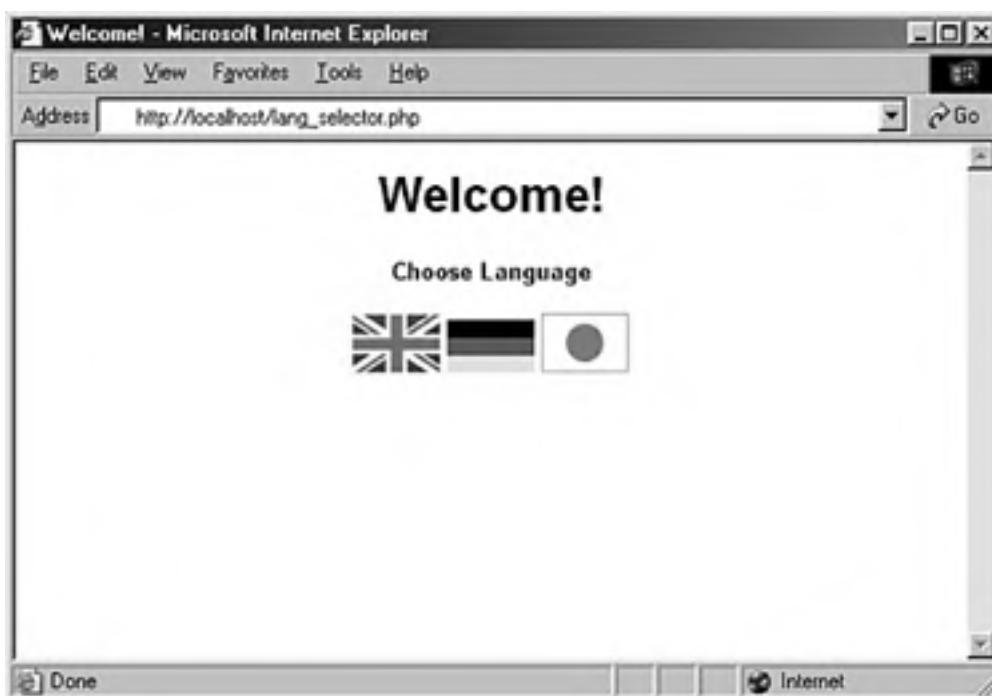 Welcome! - Microsoft Internet Explorer
File Edit View Favorites Tools Help
Address http://localhost/lang_selector.php Go
Welcome!
Choose Language
Done Internet